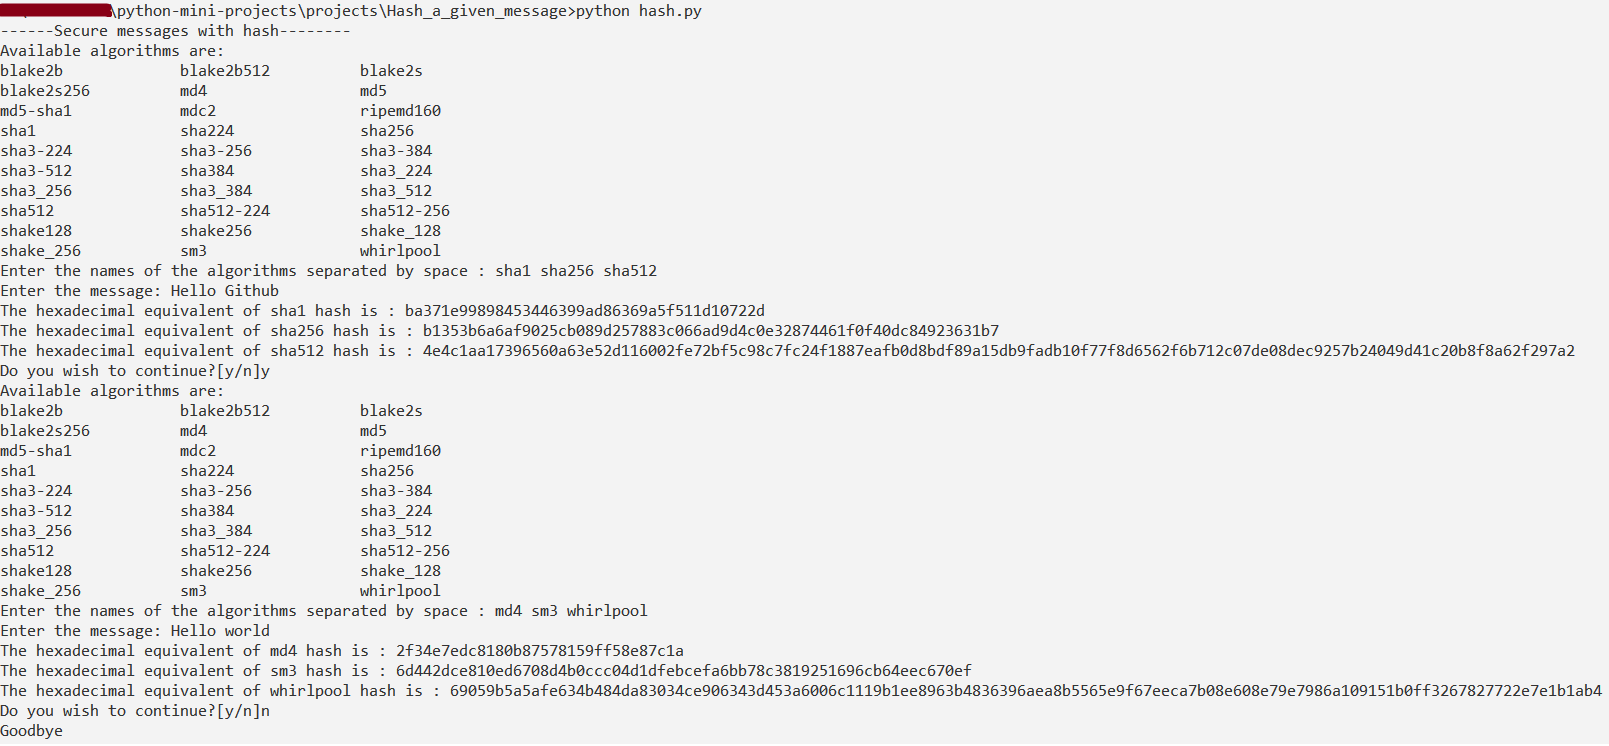 \python-mini-projects\projects\Hash_a_given_message>python hash.py
------Secure messages with hash--------
Available algorithms are:
blake2b             blake2b512          blake2s
blake2s256          md4                 md5
md5-sha1            mdc2                ripemd160
sha1                sha224              sha256
sha3-224            sha3-256            sha3-384
sha3-512            sha384              sha3_224
sha3_256            sha3_384            sha3_512
sha512              sha512-224          sha512-256
shake128            shake256            shake_128
shake_256           sm3                 whirlpool
Enter the names of the algorithms separated by space : sha1 sha256 sha512
Enter the message: Hello Github
The hexadecimal equivalent of sha1 hash is : ba371e99898453446399ad86369a5f511d10722d
The hexadecimal equivalent of sha256 hash is : b1353b6a6af9025cb089d257883c066ad9d4c0e32874461f0f40dc84923631b7
The hexadecimal equivalent of sha512 hash is : 4e4c1aa17396560a63e52d116002fe72bf5c98c7fc24f1887eafb0d8bdf89a15db9fadb10f77f8d6562f6b712c07de08dec9257b24049d41c20b8f8a62f297a2
Do you wish to continue?[y/n]y
Available algorithms are:
blake2b             blake2b512          blake2s
blake2s256          md4                 md5
md5-sha1            mdc2                ripemd160
sha1                sha224              sha256
sha3-224            sha3-256            sha3-384
sha3-512            sha384              sha3_224
sha3_256            sha3_384            sha3_512
sha512              sha512-224          sha512-256
shake128            shake256            shake_128
shake_256           sm3                 whirlpool
Enter the names of the algorithms separated by space : md4 sm3 whirlpool
Enter the message: Hello world
The hexadecimal equivalent of md4 hash is : 2f34e7edc8180b87578159ff58e87c1a
The hexadecimal equivalent of sm3 hash is : 6d442dce810ed6708d4b0ccc04d1dfebcefa6bb78c3819251696cb64eec670ef
The hexadecimal equivalent of whirlpool hash is : 69059b5a5afe634b484da83034ce906343d453a6006c1119b1ee8963b4836396aea8b5565e9f67eeca7b08e608e79e7986a109151b0ff3267827722e7e1b1ab4
Do you wish to continue?[y/n]n
Goodbye